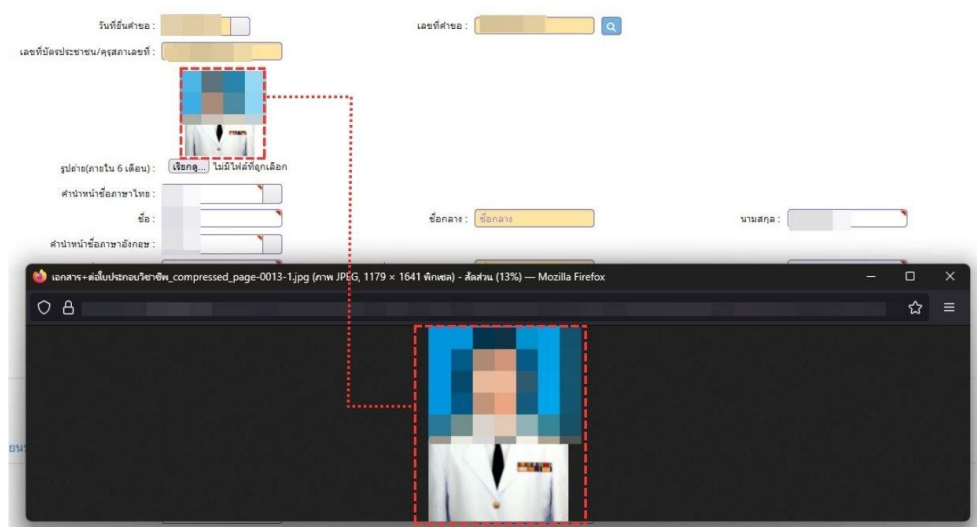 วันที่ยื่นคำขอ :
เลขที่คำขอ :
เลขที่บัตรประชาชน/คุรุสภาเลขที่ :
รูปถ่าย(ภายใน 6 เดือน) : เรียกดู... ไม่มีไฟล์ที่ถูกเลือก
คำนำหน้าชื่อภาษาไทย :
ชื่อ :
ชื่อกลาง : ชื่อกลาง
นามสกุล :
คำนำหน้าชื่อภาษาอังกฤษ :
เอกสาร+ต่อใบประกอบวิชาชีพ_compressed_page-0013-1.jpg (ภาพ JPEG, 1179 × 1641 พิกเซล) - สัดส่วน (13%) — Mozilla Firefox